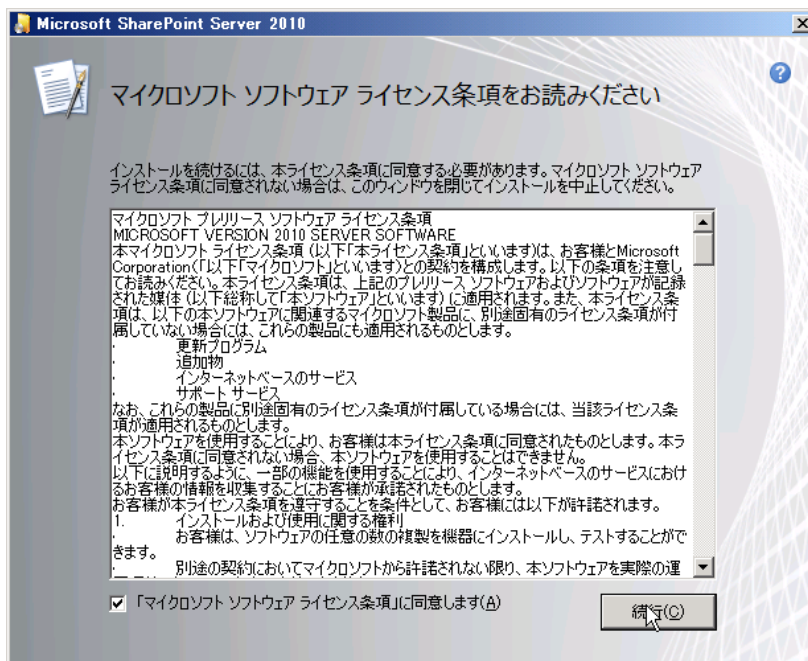 Microsoft SharePoint Server 2010
マイクロソフト ソフトウェア ライセンス条項をお読みください
インストールを続けるには、本ライセンス条項に同意する必要があります。マイクロソフト ソフトウェア
ライセンス条項に同意されない場合は、このウィンドウを閉じてインストールを中止してください。
マイクロソフト プレリリース ソフトウェア ライセンス条項
MICROSOFT VERSION 2010 SERVER SOFTWARE
本マイクロソフト ライセンス条項 (以下「本ライセンス条項」といいます)は、お客様とMicrosoft
Corporation(「以下「マイクロソフト」といいます)との契約を構成します。以下の条項を注意し
てお読みください。本ライセンス条項は、上記のプレリリース ソフトウェアおよびソフトウェアが記録
された媒体 (以下総称して「本ソフトウェア」といいます) に適用されます。また、本ライセンス条
項は、以下の本ソフトウェアに関連するマイクロソフト製品に、別途固有のライセンス条項が付
属していない場合には、これらの製品にも適用されるものとします。
· 更新プログラム
· 追加物
· インターネットベースのサービス
· サポート サービス
なお、これらの製品に別途固有のライセンス条項が付属している場合には、当該ライセンス条
項が適用されるものとします。
本ソフトウェアを使用することにより、お客様は本ライセンス条項に同意されたものとします。本ラ
イセンス条項に同意されない場合、本ソフトウェアを使用することはできません。
以下に説明するように、一部の機能を使用することにより、インターネットベースのサービスにおけ
るお客様の情報を収集することにお客様が承諾されたものとします。
お客様が本ライセンス条項を遵守することを条件として、お客様には以下が許諾されます。
1. インストールおよび使用に関する権利
· お客様は、ソフトウェアの任意の数の複製を機器にインストールし、テストすることがで
きます。
· 別途の契約においてマイクロソフトから許諾されない限り、本ソフトウェアを実際の運
「マイクロソフト ソフトウェア ライセンス条項」に同意します(A)
続行(C)